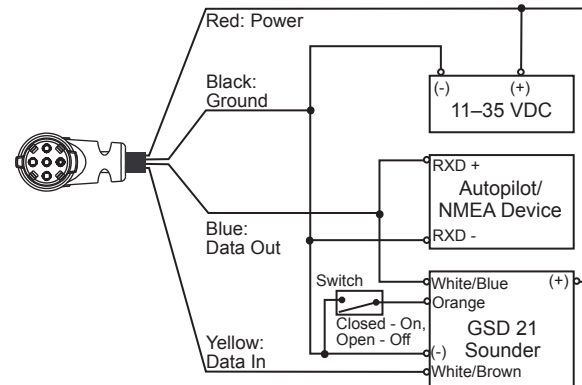 Red: Power
Black:
Ground
(-)
(+)
11–35 VDC
RXD +
Autopilot/
NMEA Device
RXD -
Blue:
Data Out
Switch
White/Blue
(+)
Orange
Closed - On,
Open - Off
GSD 21
Sounder
(-)
White/Brown
Yellow:
Data In